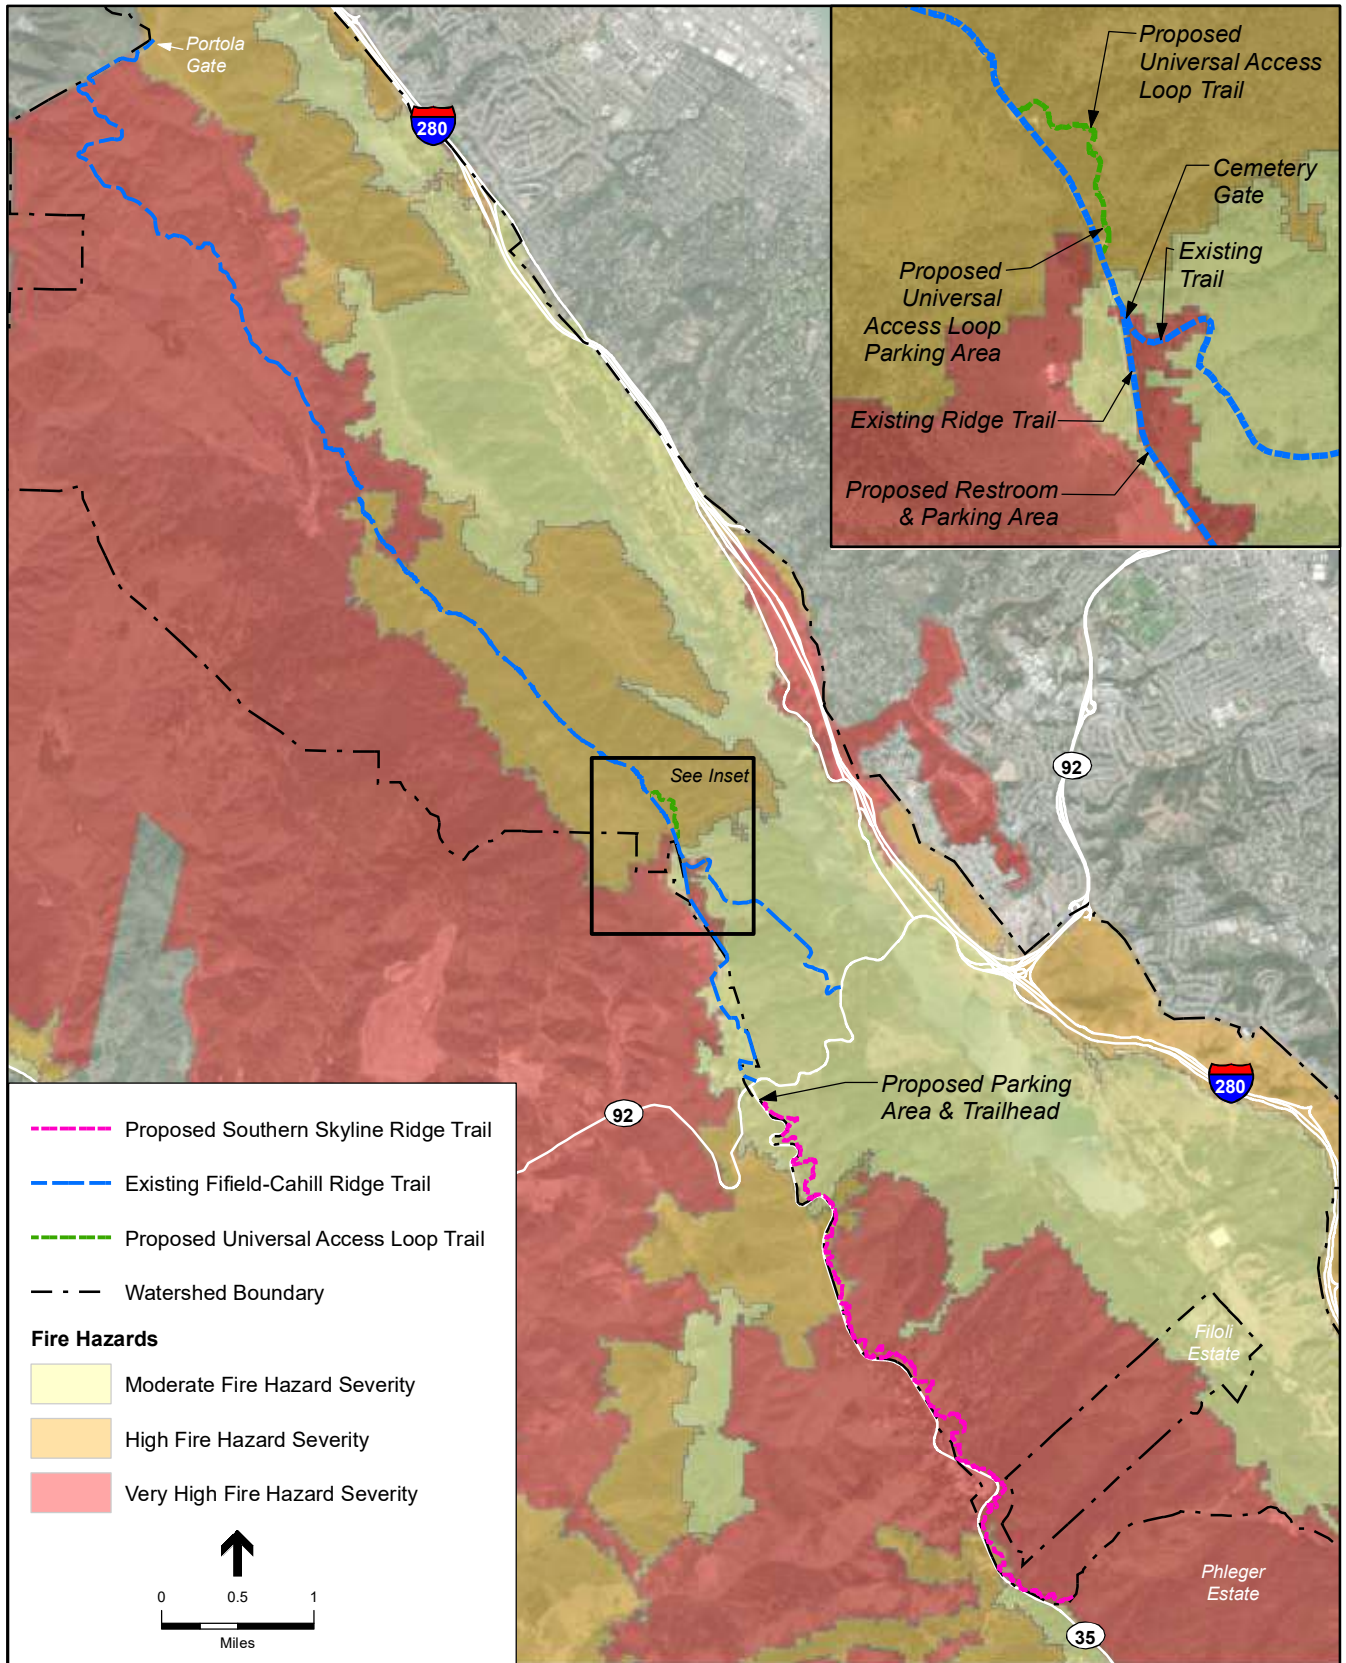 Portola
Gate
280
Proposed
Universal Access
Loop Trail
Cemetery
Gate
Existing
Trail
Proposed
Universal
Access Loop
Parking Area
Existing Ridge Trail
Proposed Restroom
& Parking Area
92
See Inset
280
Proposed Parking
Area & Trailhead
92
Filoli
Estate
Phleger
Estate
35
Proposed Southern Skyline Ridge Trail
Existing Fifield-Cahill Ridge Trail
Proposed Universal Access Loop Trail
Watershed Boundary
Fire Hazards
Moderate Fire Hazard Severity
High Fire Hazard Severity
Very High Fire Hazard Severity
0 0.5 1
Miles